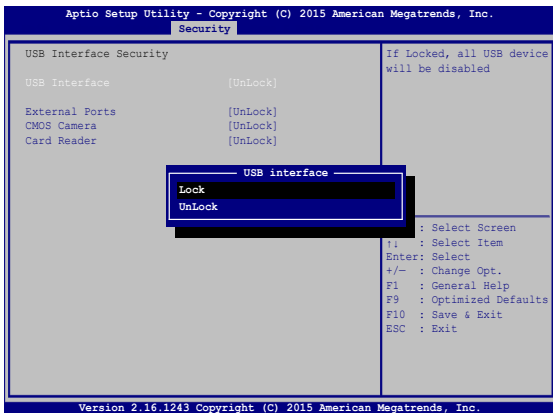 Aptio Setup Utility - Copyright (C) 2015 American Megatrends, Inc.
Security
USB Interface Security
USB Interface [UnLock]
External Ports [UnLock]
CMOS Camera [UnLock]
Card Reader [UnLock]
USB interface
Lock
UnLock
If Locked, all USB device
will be disabled
: Select Screen
↑↓ : Select Item
Enter: Select
+/— : Change Opt.
F1 : General Help
F9 : Optimized Defaults
F10 : Save & Exit
ESC : Exit
Version 2.16.1243 Copyright (C) 2015 American Megatrends, Inc.